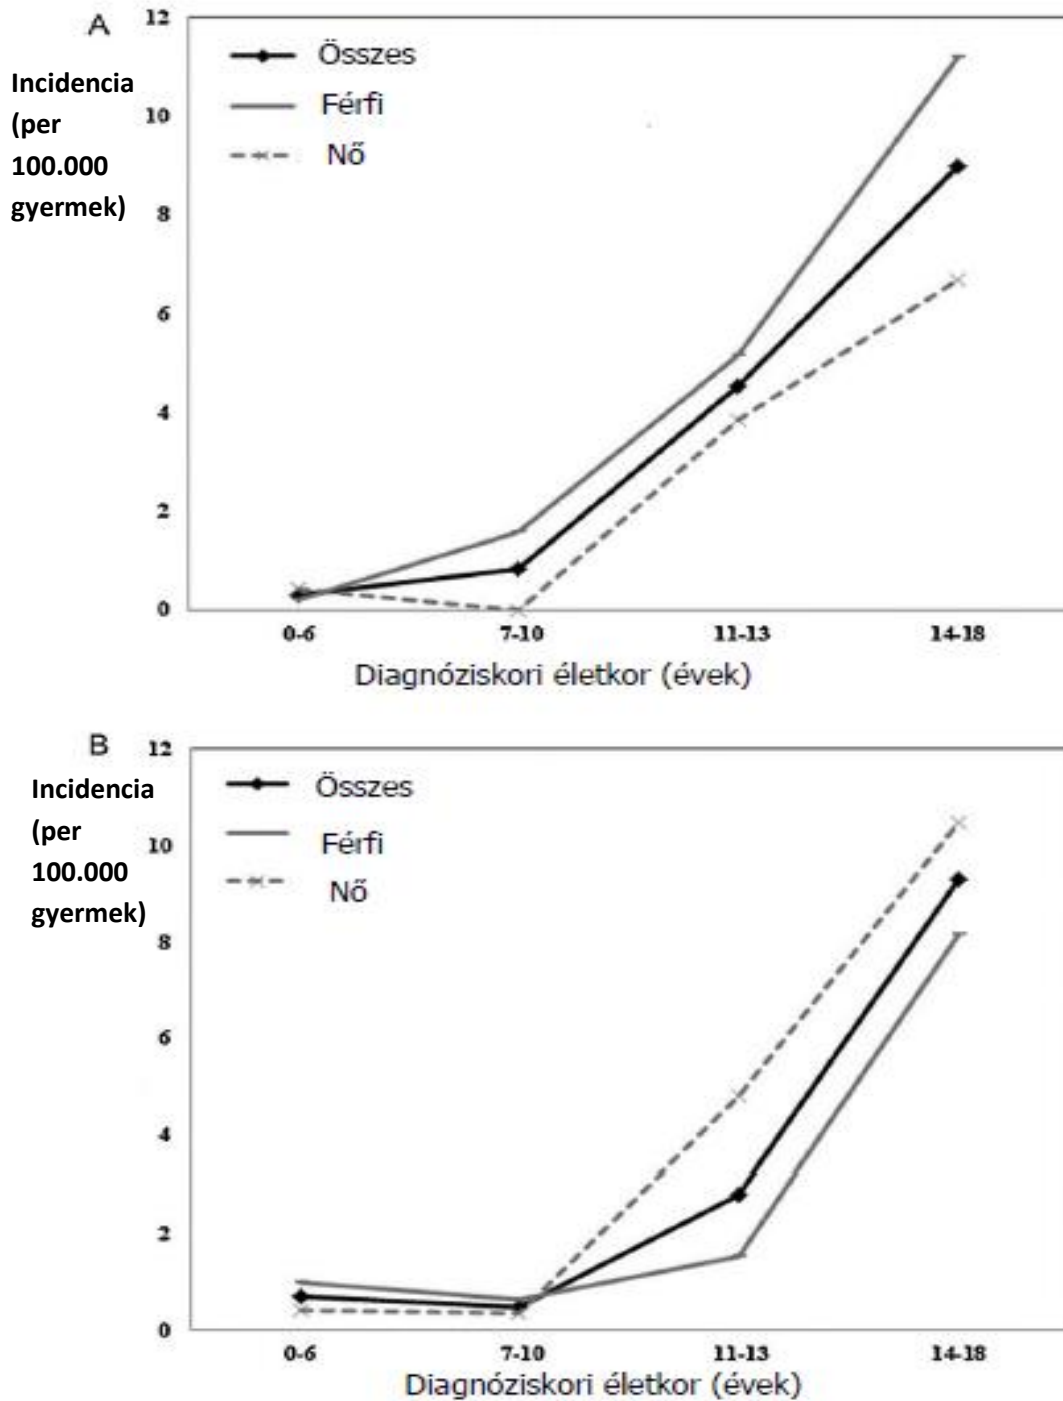 A
Incidencia
(per
100.000
gyermek)
12
10
8
6
4
2
0
Összes
Férfi
Nő
0-6 7-10 11-13 14-18
Diagnóziskori életkor (évek)
B
Incidencia
(per
100.000
gyermek)
12
10
8
6
4
2
0
Összes
Férfi
Nő
0-6 7-10 11-13 14-18
Diagnóziskori életkor (évek)